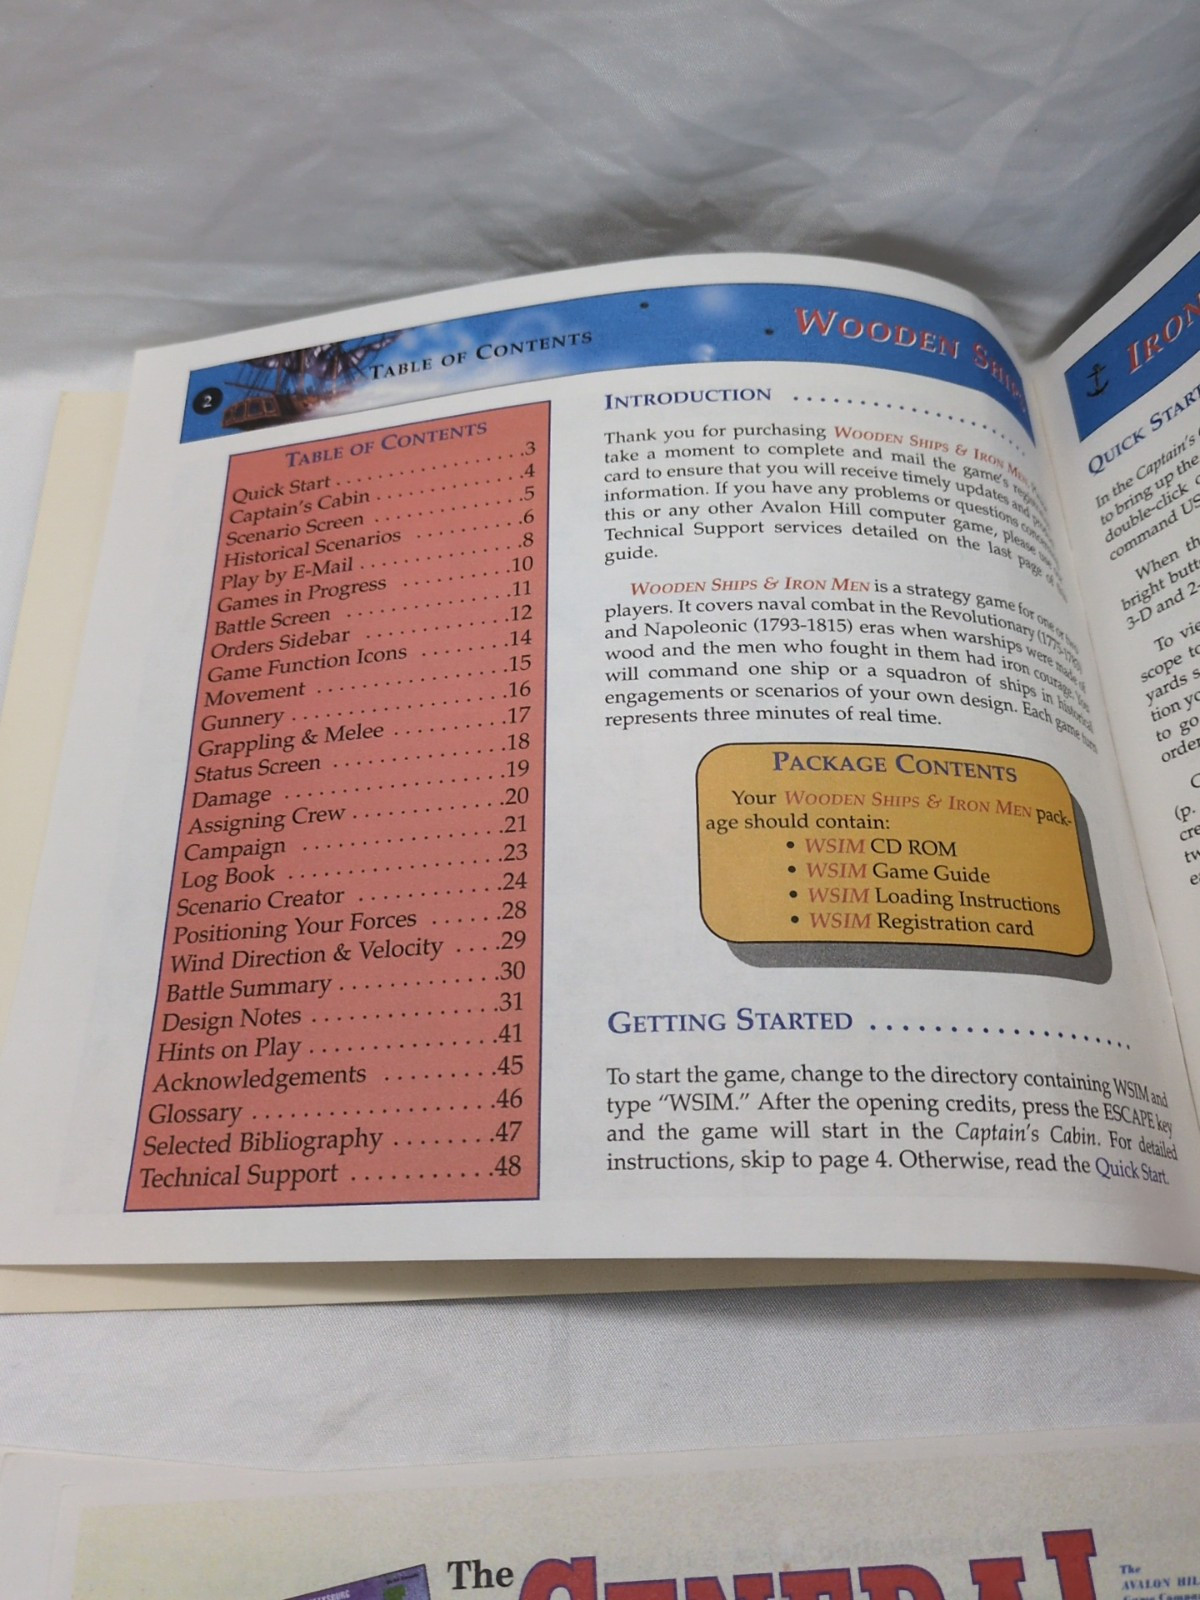 2
TABLE OF CONTENTS
WOODEN SHIPS
TABLE OF CONTENTS
Quick Start . . . . . . . . . . . . . .3
Captain's Cabin . . . . . . . . . . . .4
Scenario Screen . . . . . . . . . . . .5
Historical Scenarios . . . . . . . .6
Play by E-Mail . . . . . . . . . . . .8
Games in Progress . . . . . . . . .10
Battle Screen . . . . . . . . . . . .11
Orders Sidebar . . . . . . . . . . .12
Game Function Icons . . . . . . . .14
Movement . . . . . . . . . . . . . .15
Gunnery . . . . . . . . . . . . . . .16
Grappling & Melee . . . . . . . . .17
Status Screen . . . . . . . . . . . .18
Damage . . . . . . . . . . . . . . .19
Assigning Crew . . . . . . . . . . .20
Campaign . . . . . . . . . . . . . .21
Log Book . . . . . . . . . . . . . .23
Scenario Creator . . . . . . . . . .24
Positioning Your Forces . . . . . .28
Wind Direction & Velocity . . . .29
Battle Summary . . . . . . . . . . .30
Design Notes . . . . . . . . . . . .31
Hints on Play . . . . . . . . . . . .41
Acknowledgements . . . . . . . . .45
Glossary . . . . . . . . . . . . . . .46
Selected Bibliography . . . . . . .47
Technical Support . . . . . . . . . .48
INTRODUCTION . . . . . . . . . . . . . . . . . .
Thank you for purchasing WOODEN SHIPS & IRON MEN.
take a moment to complete and mail the game's
card to ensure that you will receive timely updates and
information. If you have any problems or questions
this or any other Avalon Hill computer game, please
Technical Support services detailed on the last page of
guide.
WOODEN SHIPS & IRON MEN is a strategy game for one or two
players. It covers naval combat in the Revolutionary
and Napoleonic (1793-1815) eras when warships were made of
wood and the men who fought in them had iron courage. You
will command one ship or a squadron of ships in historical
engagements or scenarios of your own design. Each game turn
represents three minutes of real time.
PACKAGE CONTENTS
Your WOODEN SHIPS & IRON MEN pack-
age should contain:
• WSIM CD ROM
• WSIM Game Guide
• WSIM Loading Instructions
• WSIM Registration card
GETTING STARTED . . . . . . . . . . . . . . . . . . . .
To start the game, change to the directory containing WSIM and
type “WSIM.” After the opening credits, press the ESCAPE key
and the game will start in the Captain's Cabin. For detailed
instructions, skip to page 4. Otherwise, read the Quick Start.
IRON
QUICK START
In the Captain's
to bring up the
double-click
command US
When th
bright butt
3-D and 2-
To vie
scope to
yards s
tion yo
to go
order
(p.
cre
tw
The GENERAL
The
AVALON HIL